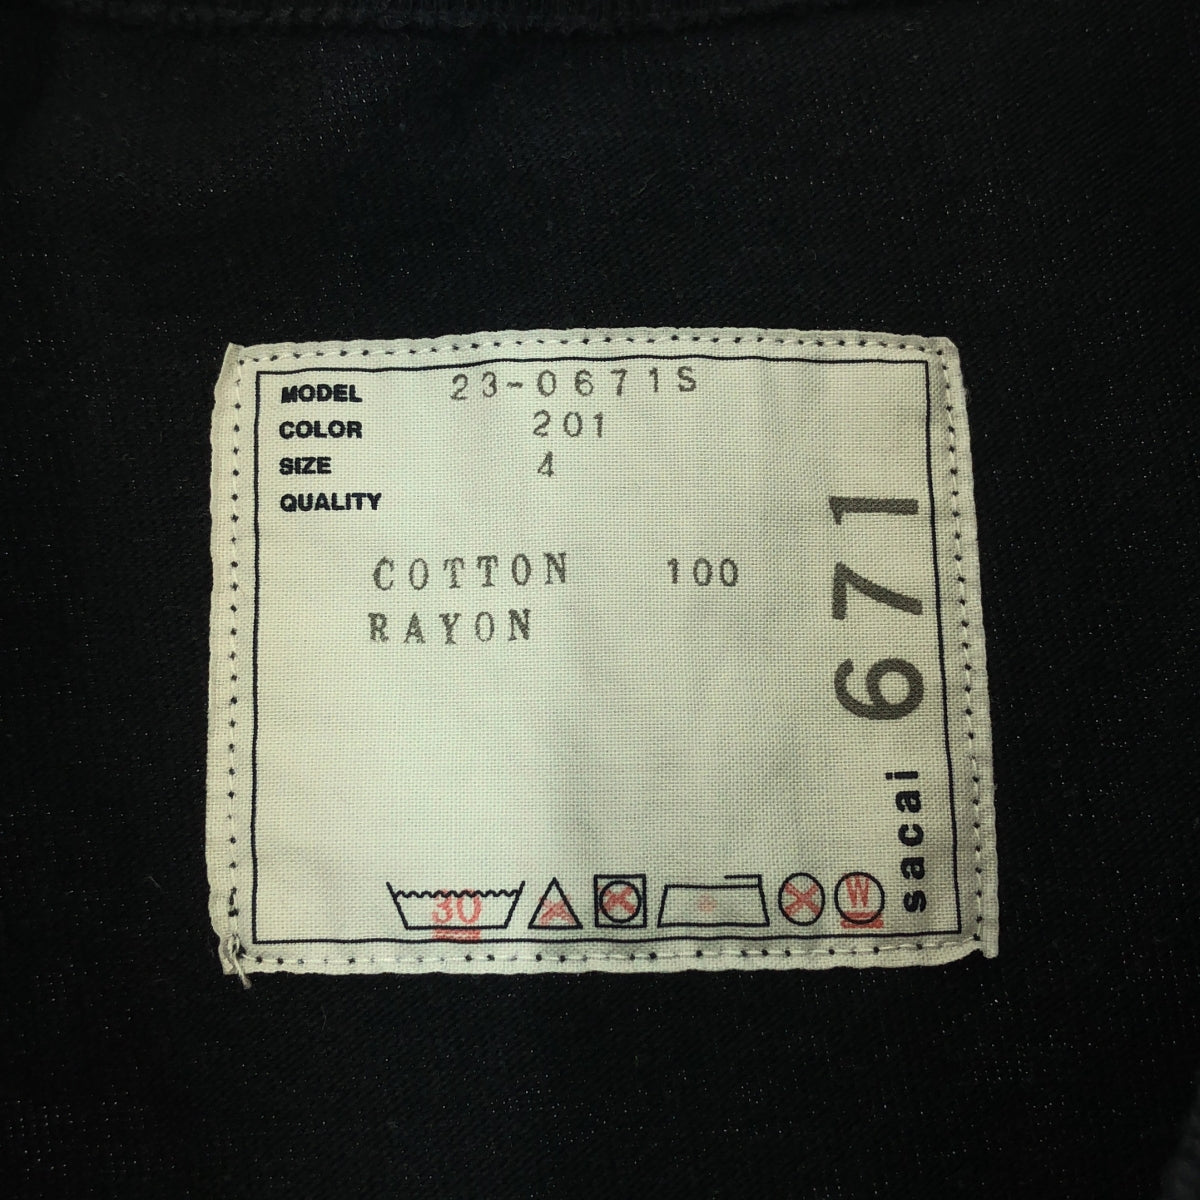 MODEL 23-0671S
COLOR 201
SIZE 4
QUALITY
COTTON 100
RAYON
sacai 671
30
W